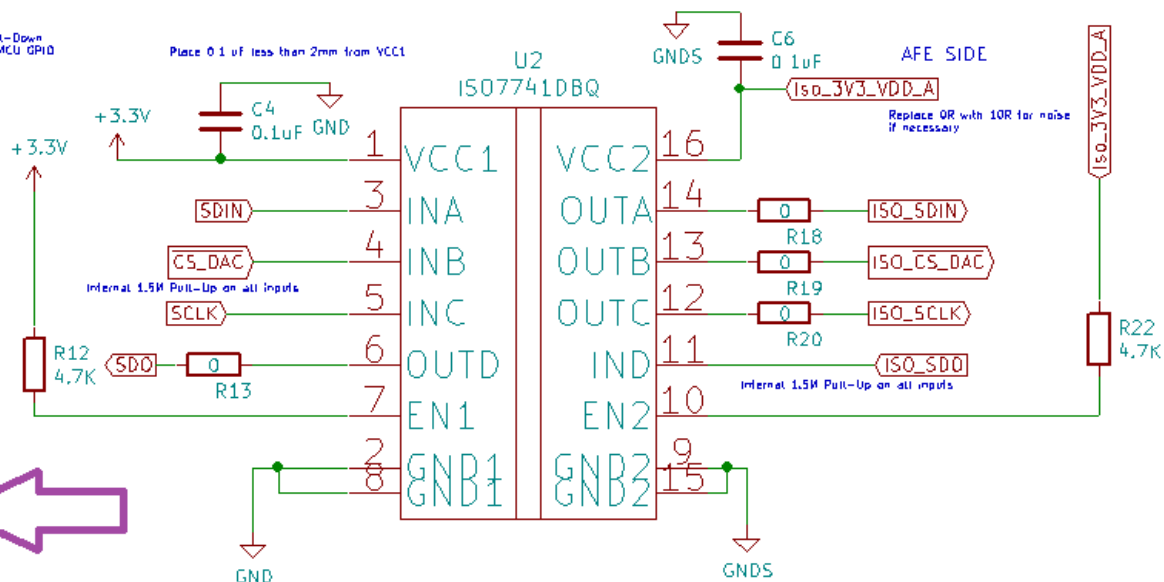 MCU GPIO
Place 0.1 uF less than 2mm from VCC1
C4
0.1uF
GND
+3.3V
+3.3V
U2
ISO7741DBQ
GNDS
C6
0.1uF
Iso_3V3_VDD_A
AFE SIDE
Replace 0R with 10R for noise
if necessary
Iso_3V3_VDD_A
1
VCC1
VCC2
16
SDIN
3
INA
OUTA
14
0
R18
ISO_SDIN
CS_DAC
4
INB
OUTB
13
0
R19
ISO_CS_DAC
Internal 1.5M Pull-Up on all inputs
SCLK
5
INC
OUTC
12
0
R20
ISO_SCLK
R12
4.7K
SDO
0
R13
6
OUTD
IND
11
ISO_SDO
Internal 1.5M Pull-Up on all inputs
R22
4.7K
7
EN1
EN2
10
2
GND1
GND2
9
8
GND1
GND2
15
GND
GNDS